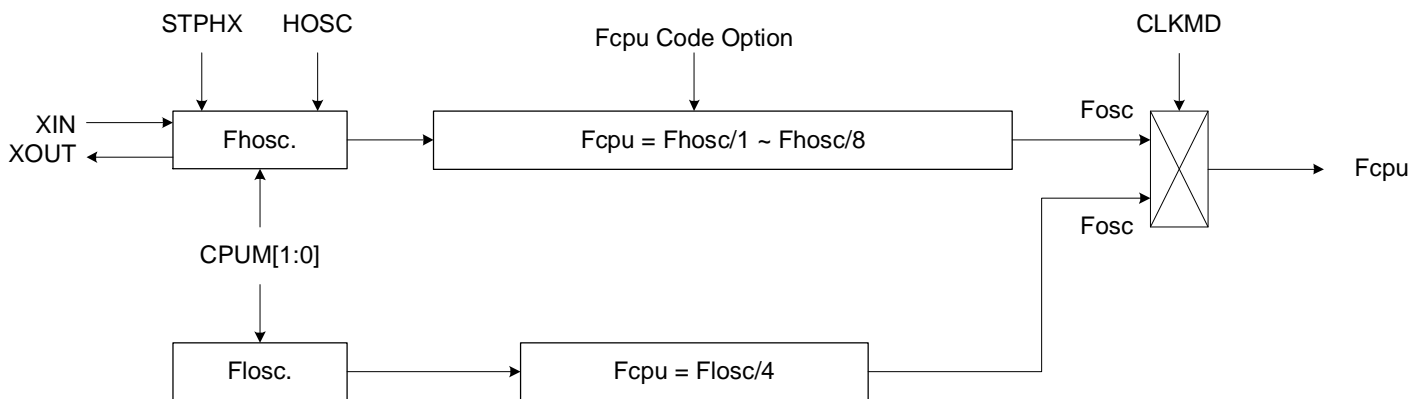 STPHX
HOSC
Fcpu Code Option
CLKMD
XIN
XOUT
Fhosc.
Fcpu = Fhosc/1 ~ Fhosc/8
Fosc
Fcpu
Fosc
CPUM[1:0]
Flosc.
Fcpu = Flosc/4